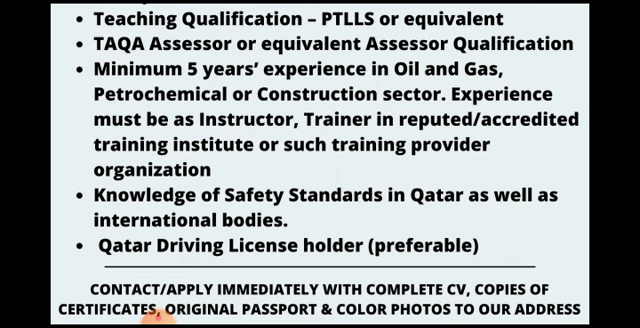 • Teaching Qualification – PTLLS or equivalent
• TAQA Assessor or equivalent Assessor Qualification
• Minimum 5 years’ experience in Oil and Gas,
Petrochemical or Construction sector. Experience
must be as Instructor, Trainer in reputed/accredited
training institute or such training provider
organization
• Knowledge of Safety Standards in Qatar as well as
international bodies.
• Qatar Driving License holder (preferable)
CONTACT/APPLY IMMEDIATELY WITH COMPLETE CV, COPIES OF
CERTIFICATES, ORIGINAL PASSPORT & COLOR PHOTOS TO OUR ADDRESS